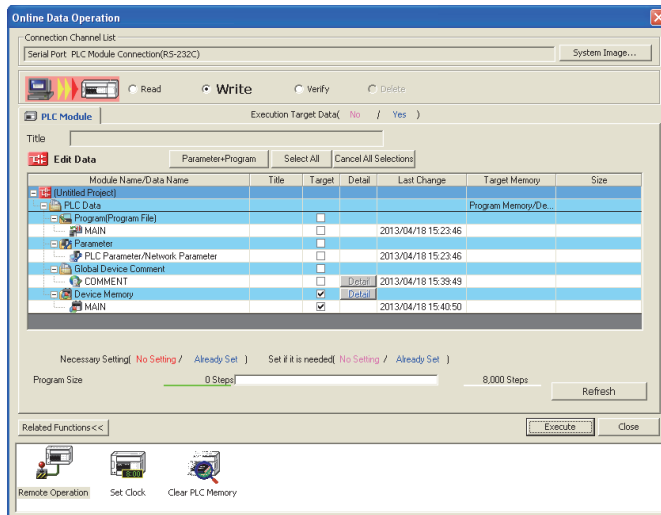 Online Data Operation
Connection Channel List
Serial Port PLC Module Connection(RS-232C)
System Image...
Read
Write
Verify
Delete
PLC Module
Execution Target Data( No / Yes )
Title
Edit Data
Parameter+Program
Select All
Cancel All Selections
Module Name/Data Name Title Target Detail Last Change Target Memory Size
(Untitled Project)
PLC Data Program Memory/De...
Program(Program File)
MAIN 2013/04/18 15:23:46
Parameter
PLC Parameter/Network Parameter 2013/04/18 15:23:46
Global Device Comment
COMMENT Detail 2013/04/18 15:39:49
Device Memory Detail
MAIN 2013/04/18 15:40:50
Necessary Setting( No Setting / Already Set ) Set if it is needed( No Setting / Already Set )
Program Size 0 Steps 8,000 Steps
Refresh
Related Functions<<
Execute
Close
Remote Operation
Set Clock
Clear PLC Memory